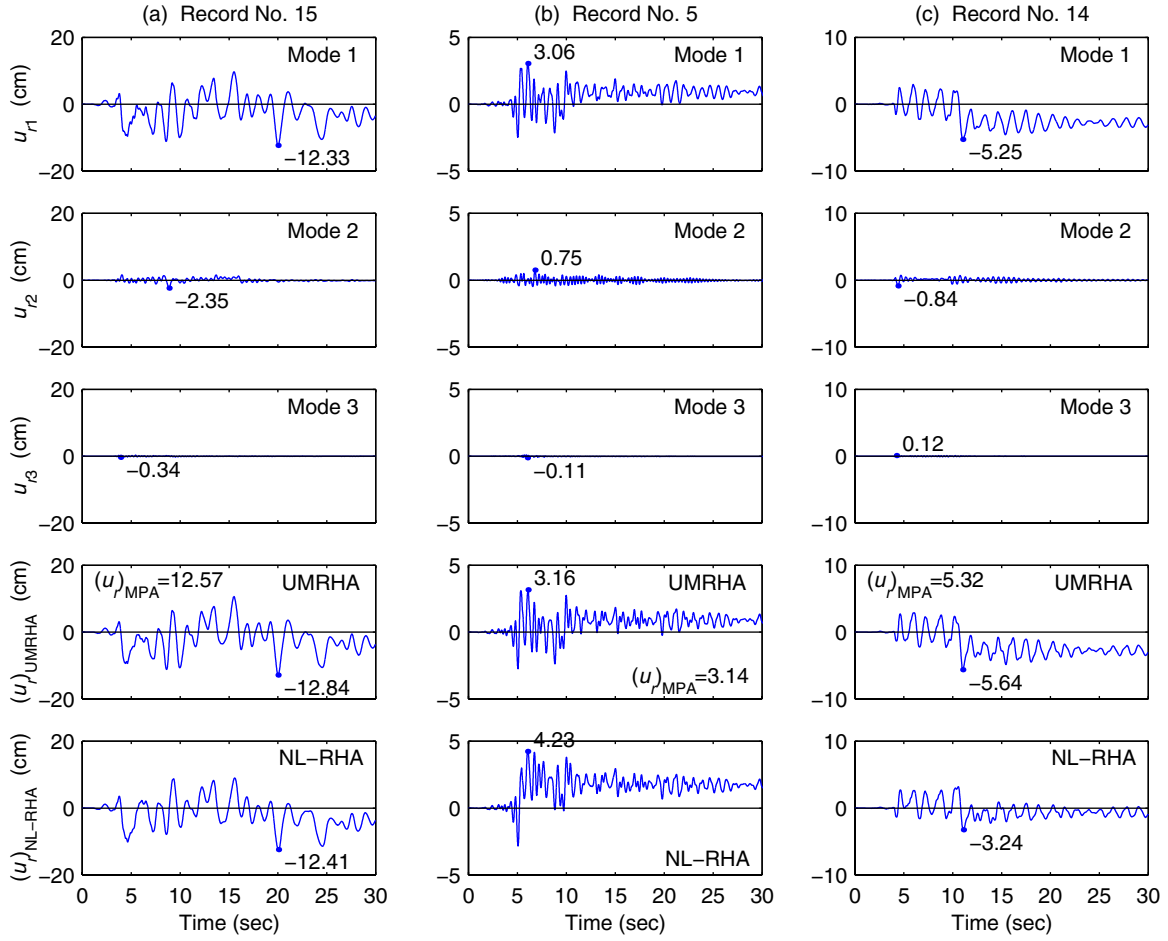 (a) Record No. 15
(b) Record No. 5
(c) Record No. 14
20
0
−20
u_r1 (cm)
Mode 1
−12.33
5
0
−5
Mode 1
3.06
10
0
−10
Mode 1
−5.25
20
0
−20
u_r2 (cm)
Mode 2
−2.35
5
0
−5
Mode 2
0.75
10
0
−10
Mode 2
−0.84
20
0
−20
u_r3 (cm)
Mode 3
−0.34
5
0
−5
Mode 3
−0.11
10
0
−10
Mode 3
0.12
20
0
−20
(u_r)_UMRHA (cm)
(u_r)_MPA=12.57
UMRHA
−12.84
5
0
−5
3.16
UMRHA
(u_r)_MPA=3.14
10
0
−10
(u_r)_MPA=5.32
UMRHA
−5.64
20
0
−20
(u_r)_NL−RHA (cm)
NL−RHA
−12.41
0 5 10 15 20 25 30
Time (sec)
5
0
−5
4.23
NL−RHA
0 5 10 15 20 25 30
Time (sec)
10
0
−10
NL−RHA
−3.24
0 5 10 15 20 25 30
Time (sec)